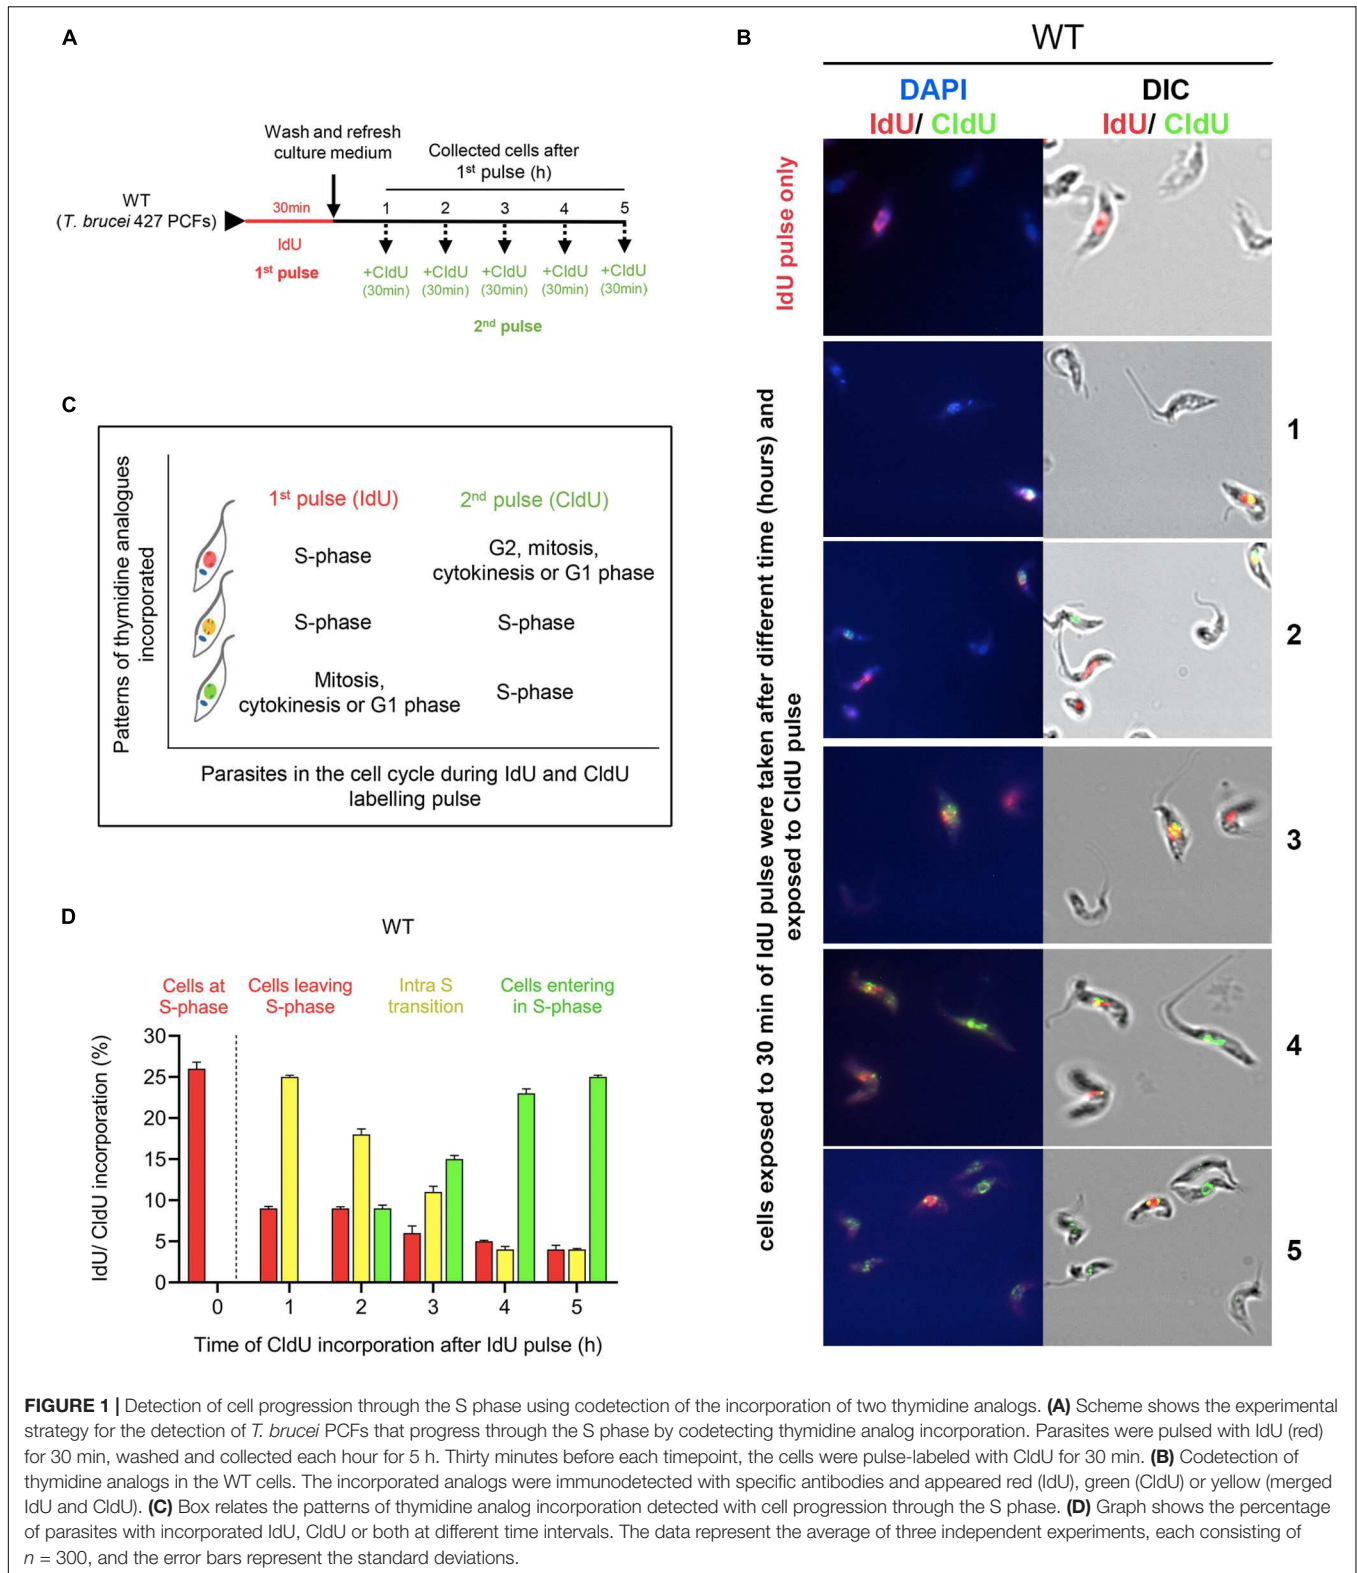 A
Wash and refresh
culture medium
Collected cells after
1st pulse (h)
WT
(T. brucei 427 PCFs)
30min
1 2 3 4 5
IdU
1st pulse
+CldU +CldU +CldU +CldU +CldU
(30min) (30min) (30min) (30min) (30min)
2nd pulse
B
WT
DAPI
IdU/ CldU
DIC
IdU/ CldU
IdU pulse only
cells exposed to 30 min of IdU pulse were taken after different time (hours) and
exposed to CldU pulse
1
2
3
4
5
C
Patterns of thymidine analogues
incorporated
1st pulse (IdU)
2nd pulse (CldU)
S-phase
G2, mitosis,
cytokinesis or G1 phase
S-phase
S-phase
Mitosis,
cytokinesis or G1 phase
S-phase
Parasites in the cell cycle during IdU and CldU
labelling pulse
D
WT
Cells at
S-phase
Cells leaving
S-phase
Intra S
transition
Cells entering
in S-phase
IdU/ CldU incorporation (%)
30
25
20
15
10
5
0
0 1 2 3 4 5
Time of CldU incorporation after IdU pulse (h)
FIGURE 1 | Detection of cell progression through the S phase using codetection of the incorporation of two thymidine analogs. (A) Scheme shows the experimental
strategy for the detection of T. brucei PCFs that progress through the S phase by codetecting thymidine analog incorporation. Parasites were pulsed with IdU (red)
for 30 min, washed and collected each hour for 5 h. Thirty minutes before each timepoint, the cells were pulse-labeled with CldU for 30 min. (B) Codetection of
thymidine analogs in the WT cells. The incorporated analogs were immunodetected with specific antibodies and appeared red (IdU), green (CldU) or yellow (merged
IdU and CldU). (C) Box relates the patterns of thymidine analog incorporation detected with cell progression through the S phase. (D) Graph shows the percentage
of parasites with incorporated IdU, CldU or both at different time intervals. The data represent the average of three independent experiments, each consisting of
n = 300, and the error bars represent the standard deviations.